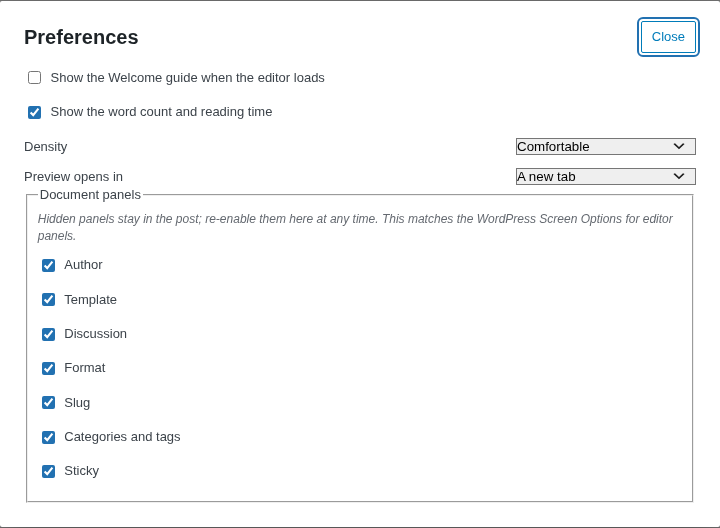 Preferences
Close
Show the Welcome guide when the editor loads
Show the word count and reading time
Density
Comfortable
Preview opens in
A new tab
Document panels
Hidden panels stay in the post; re-enable them here at any time. This matches the WordPress Screen Options for editor
panels.
Author
Template
Discussion
Format
Slug
Categories and tags
Sticky